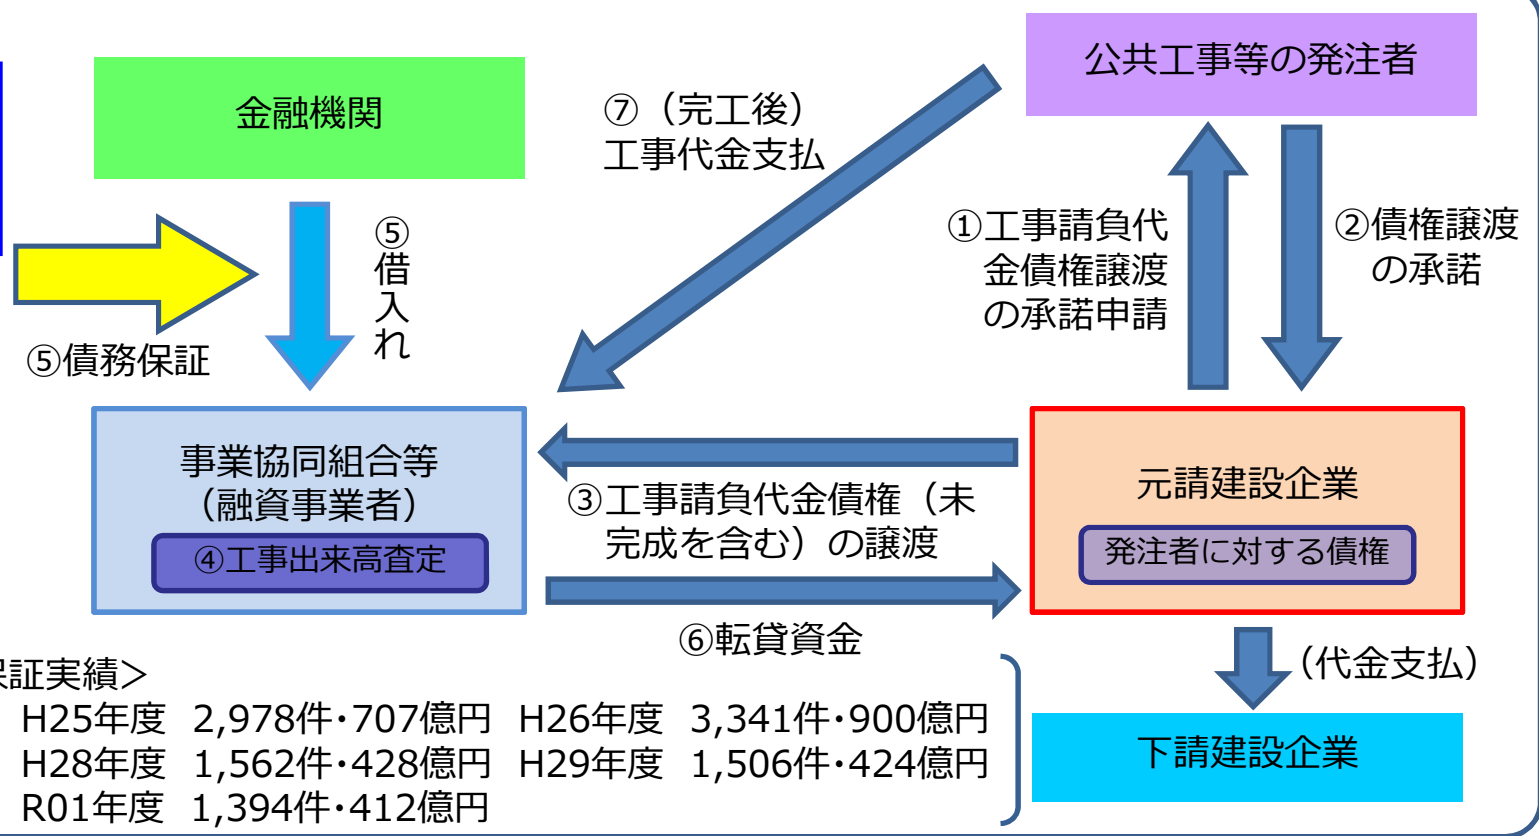 公共工事等の発注者
金融機関
⑦（完工後）
工事代金支払
①工事請負代
金債権譲渡
の承諾申請
②債権譲渡
の承諾
⑤借入れ
⑤債務保証
事業協同組合等
（融資事業者）
④工事出来高査定
③工事請負代金債権（未
完成を含む）の譲渡
元請建設企業
発注者に対する債権
⑥転貸資金
（代金支払）
保証実績＞
H25年度 2,978件･707億円 H26年度 3,341件･900億円
H28年度 1,562件･428億円 H29年度 1,506件･424億円
R01年度 1,394件･412億円
下請建設企業